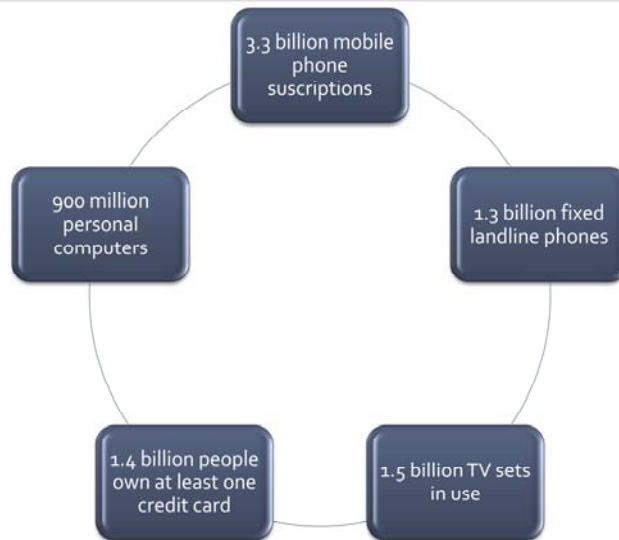 3.3 billion mobile
phone
suscriptions
1.3 billion fixed
landline phones
1.5 billion TV sets
in use
1.4 billion people
own at least one
credit card
900 million
personal
computers